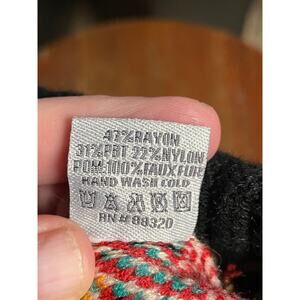 47%RAYON
31%PBT 22%NYLON
POM:100%FAUX FUR
HAND WASH COLD
RN# 88320